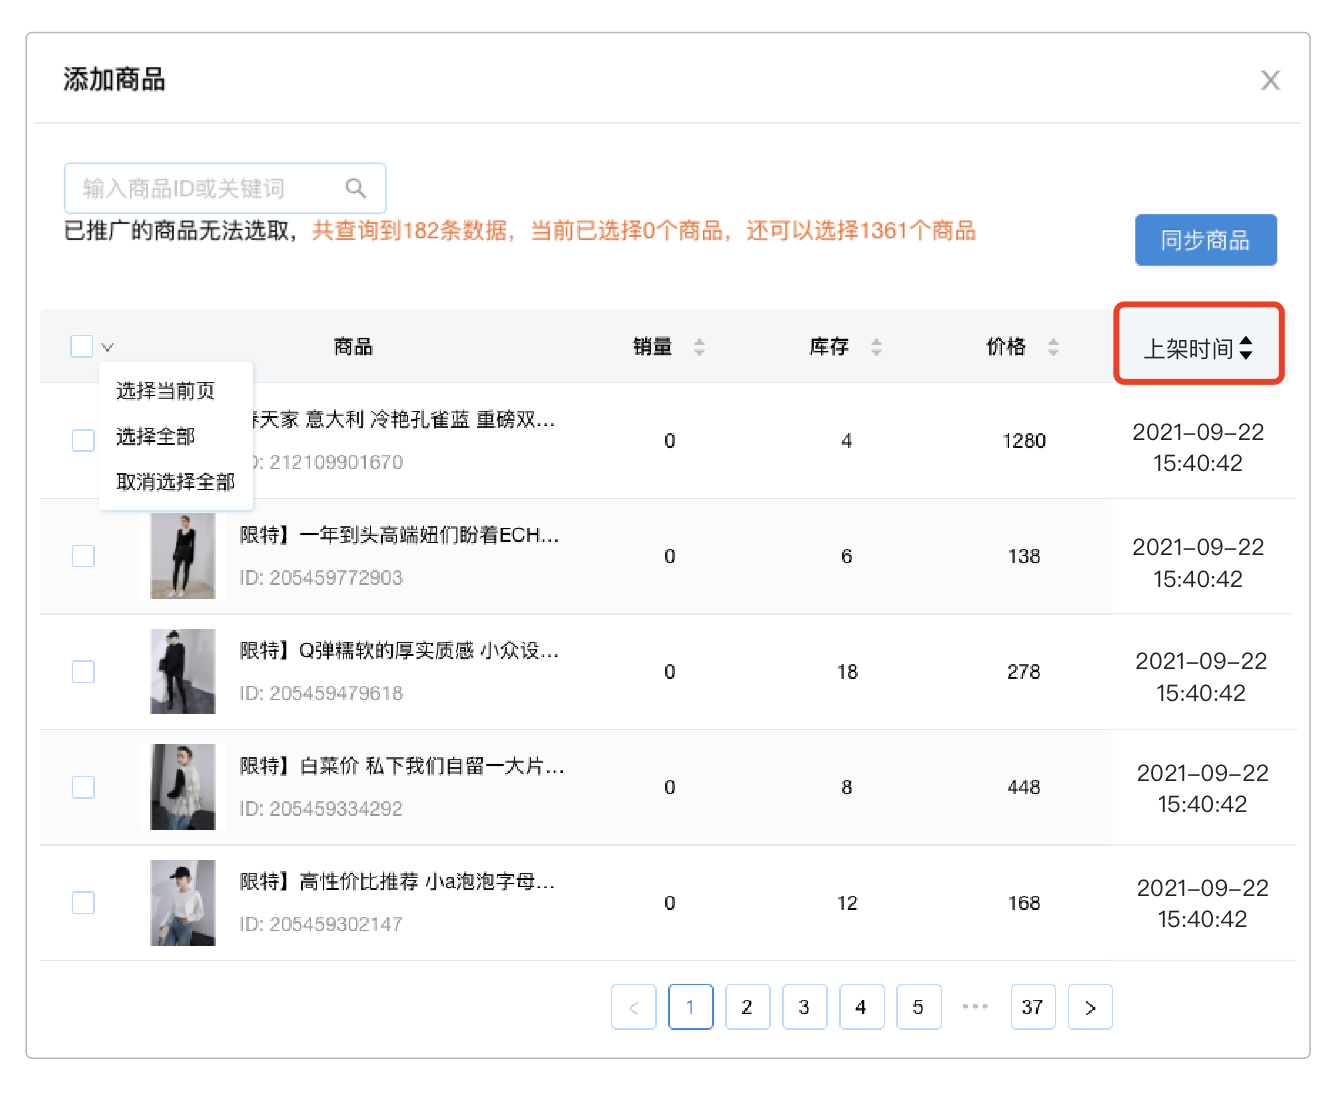 添加商品
X
输入商品ID或关键词
已推广的商品无法选取，共查询到182条数据，当前已选择0个商品，还可以选择1361个商品
同步商品
商品 销量 库存 价格 上架时间
选择当前页
选择全部
取消选择全部
天家 意大利 冷艳孔雀蓝 重磅双...
: 212109901670
0 4 1280 2021-09-22
15:40:42
限特】一年到头高端妞们盼着ECH...
ID: 205459772903
0 6 138 2021-09-22
15:40:42
限特】Q弹糯软的厚实质感 小众设...
ID: 205459479618
0 18 278 2021-09-22
15:40:42
限特】白菜价 私下我们自留一大片...
ID: 205459334292
0 8 448 2021-09-22
15:40:42
限特】高性价比推荐 小a泡泡字母...
ID: 205459302147
0 12 168 2021-09-22
15:40:42
< 1 2 3 4 5 ••• 37 >